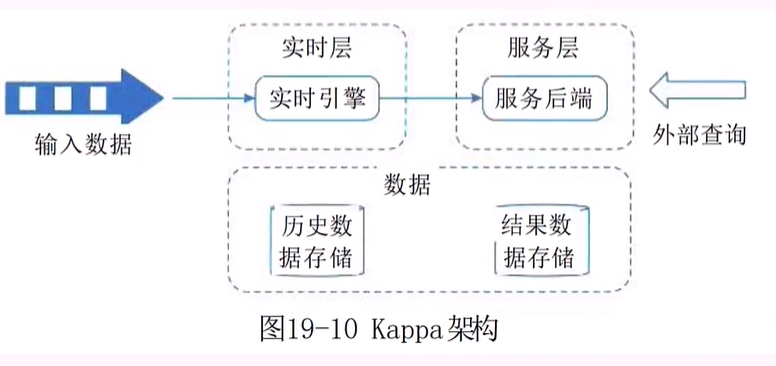 实时层
服务层
实时引擎
服务后端
输入数据
外部查询
数据
历史数
据存储
结果数
据存储
图19-10 Kappa架构